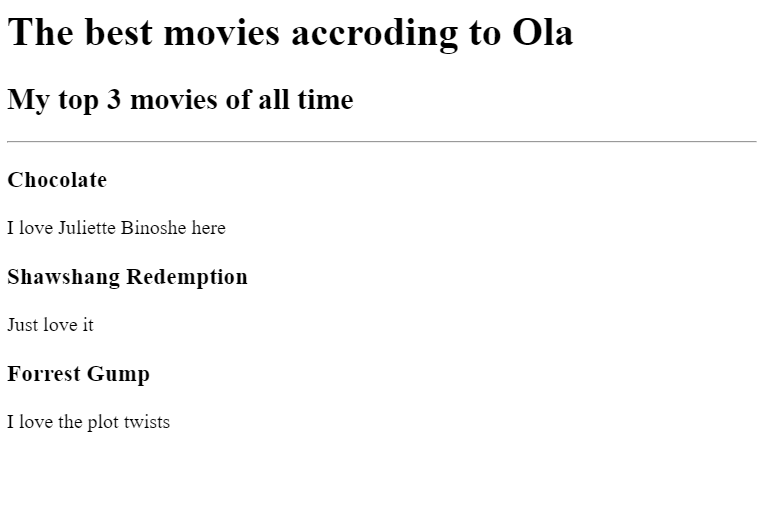 The best movies accroding to Ola
My top 3 movies of all time
Chocolate
I love Juliette Binoshe here
Shawshang Redemption
Just love it
Forrest Gump
I love the plot twists